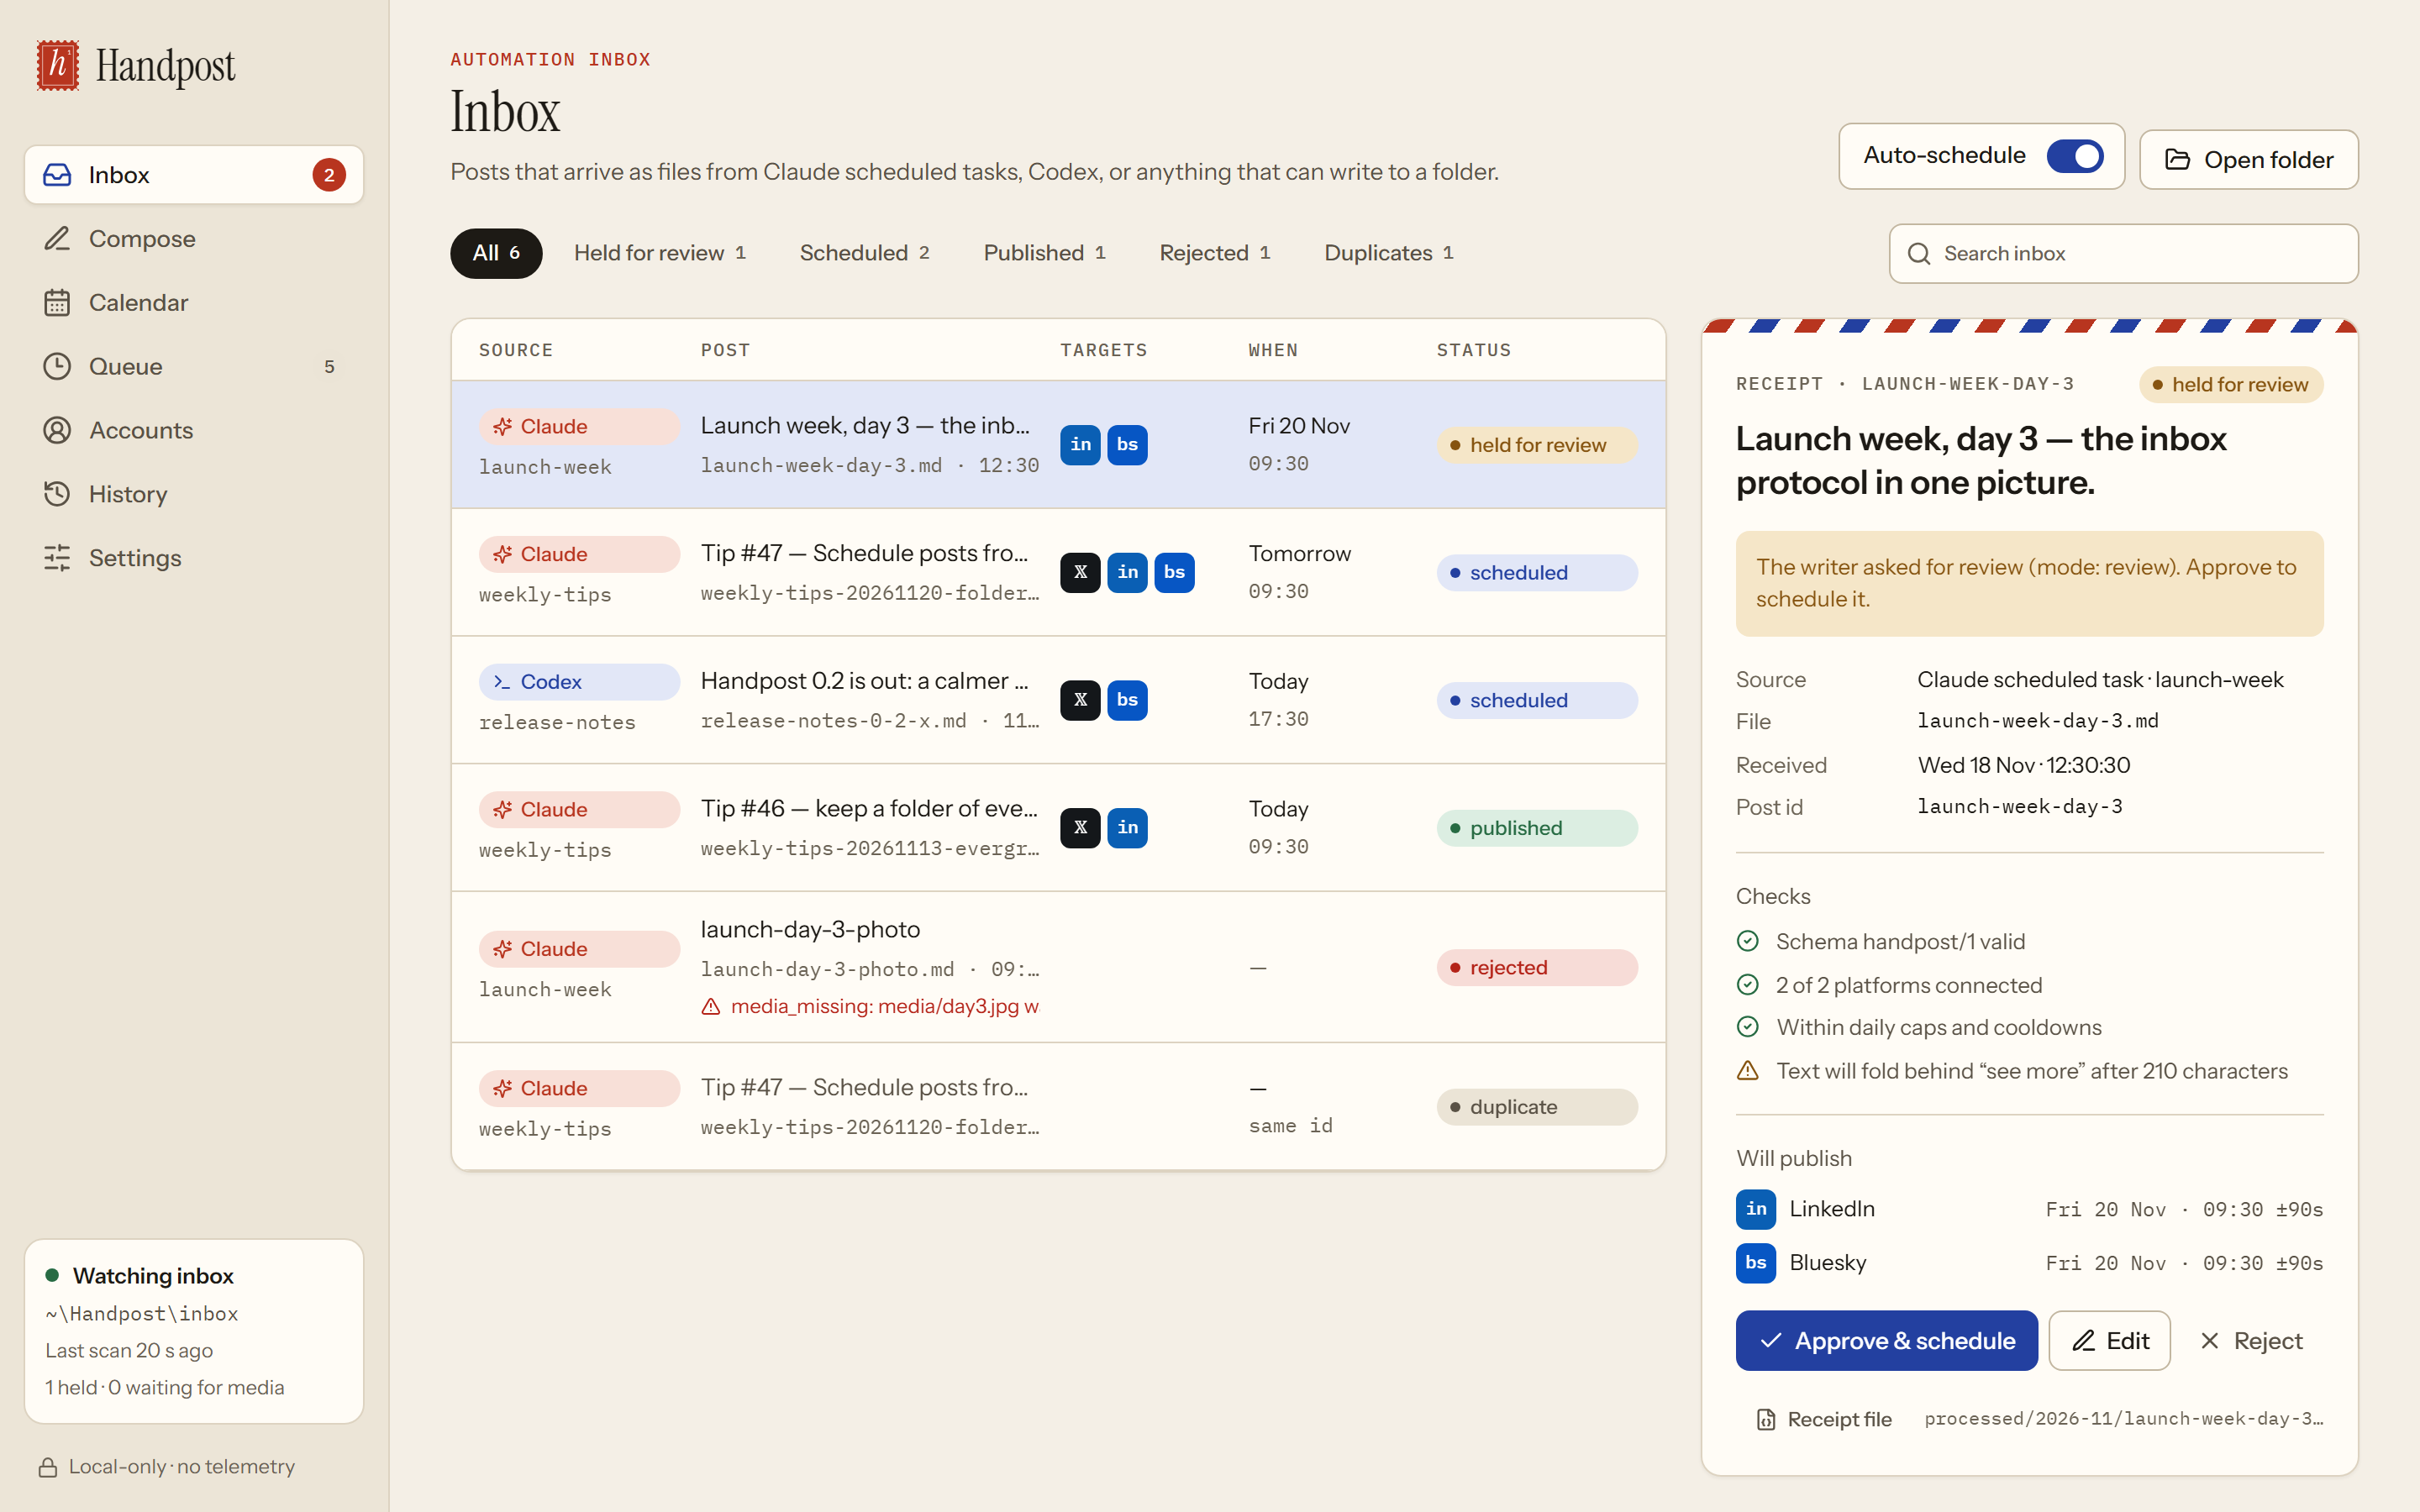 h
Handpost
Inbox 2
Compose
Calendar
Queue 5
Accounts
History
Settings
Watching inbox
~\Handpost\inbox
Last scan 20 s ago
1 held · 0 waiting for media
Local-only · no telemetry
AUTOMATION INBOX
Inbox
Posts that arrive as files from Claude scheduled tasks, Codex, or anything that can write to a folder.
Auto-schedule
Open folder
All 6
Held for review 1
Scheduled 2
Published 1
Rejected 1
Duplicates 1
Search inbox
SOURCE POST TARGETS WHEN STATUS
Claude
launch-week
Launch week, day 3 — the inb…
launch-week-day-3.md · 12:30
in bs
Fri 20 Nov
09:30
held for review
Claude
weekly-tips
Tip #47 — Schedule posts fro…
weekly-tips-20261120-folder…
X in bs
Tomorrow
09:30
scheduled
Codex
release-notes
Handpost 0.2 is out: a calmer …
release-notes-0-2-x.md · 11…
X bs
Today
17:30
scheduled
Claude
weekly-tips
Tip #46 — keep a folder of eve…
weekly-tips-20261113-evergr…
X in
Today
09:30
published
Claude
launch-week
launch-day-3-photo
launch-day-3-photo.md · 09:…
media_missing: media/day3.jpg w
—
rejected
Claude
weekly-tips
Tip #47 — Schedule posts fro…
weekly-tips-20261120-folder…
—
same id
duplicate
RECEIPT · LAUNCH-WEEK-DAY-3
held for review
Launch week, day 3 — the inbox
protocol in one picture.
The writer asked for review (mode: review). Approve to
schedule it.
Source Claude scheduled task · launch-week
File launch-week-day-3.md
Received Wed 18 Nov · 12:30:30
Post id launch-week-day-3
Checks
Schema handpost/1 valid
2 of 2 platforms connected
Within daily caps and cooldowns
Text will fold behind “see more” after 210 characters
Will publish
in LinkedIn Fri 20 Nov · 09:30 ±90s
bs Bluesky Fri 20 Nov · 09:30 ±90s
Approve & schedule
Edit
Reject
Receipt file
processed/2026-11/launch-week-day-3…